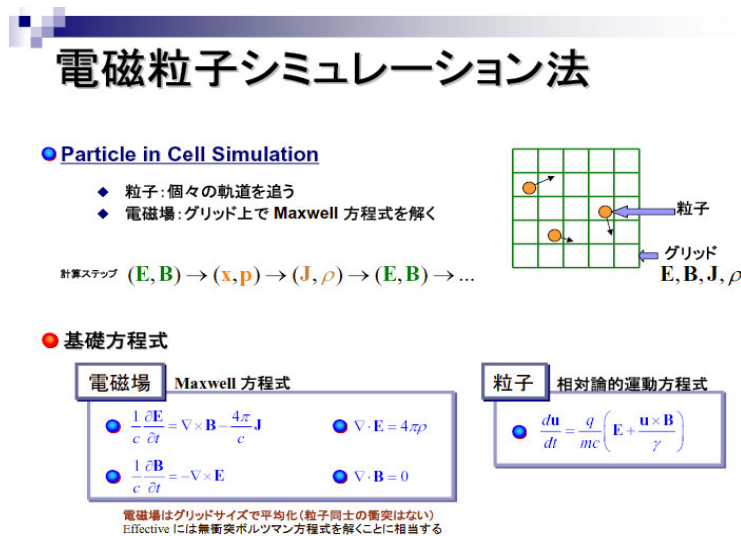 電磁粒子シミュレーション法
Particle in Cell Simulation
粒子:個々の軌道を追う
電磁場:グリッド上で Maxwell 方程式を解く
粒子
グリッド
E, B, J, ρ
計算ステップ (E, B) → (x, p) → (J, ρ) → (E, B) → ...
基礎方程式
電磁場 Maxwell 方程式
1/c ∂E/∂t = ∇ × B − 4π/c J
∇ · E = 4πρ
1/c ∂B/∂t = −∇ × E
∇ · B = 0
粒子 相対論的運動方程式
du/dt = q/mc (E + u × B/γ)
電磁場はグリッドサイズで平均化(粒子同士の衝突はない)
Effective には無衝突ボルツマン方程式を解くことに相当する